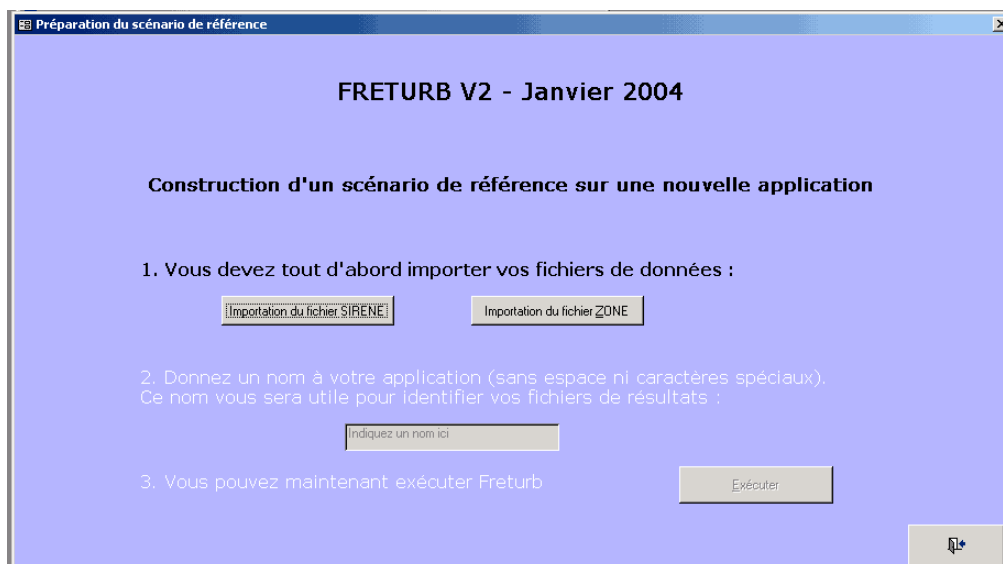 Préparation du scénario de référence
FRETURB V2 - Janvier 2004
Construction d'un scénario de référence sur une nouvelle application
1. Vous devez tout d'abord importer vos fichiers de données :
Importation du fichier SIRENE
Importation du fichier ZONE
2. Donnez un nom à votre application (sans espace ni caractères spéciaux).
Ce nom vous sera utile pour identifier vos fichiers de résultats :
Indiquez un nom ici
3. Vous pouvez maintenant exécuter Freturb
Exécuter